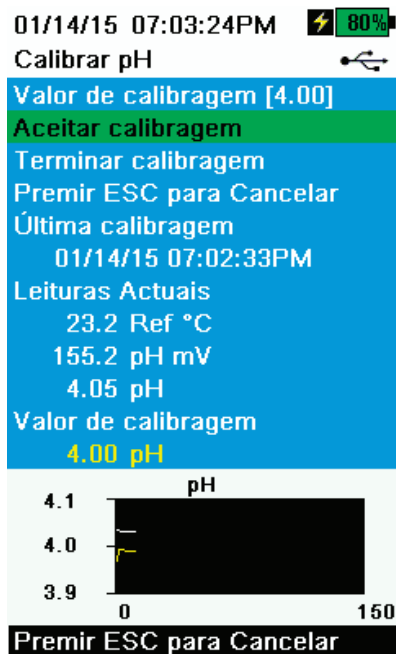 01/14/15 07:03:24PM 80%
Calibrar pH
Valor de calibragem [4.00]
Aceitar calibragem
Terminar calibragem
Premir ESC para Cancelar
Última calibragem
01/14/15 07:02:33PM
Leituras Actuais
23.2 Ref °C
155.2 pH mV
4.05 pH
Valor de calibragem
4.00 pH
pH
4.1
4.0
3.9
0 150
Premir ESC para Cancelar